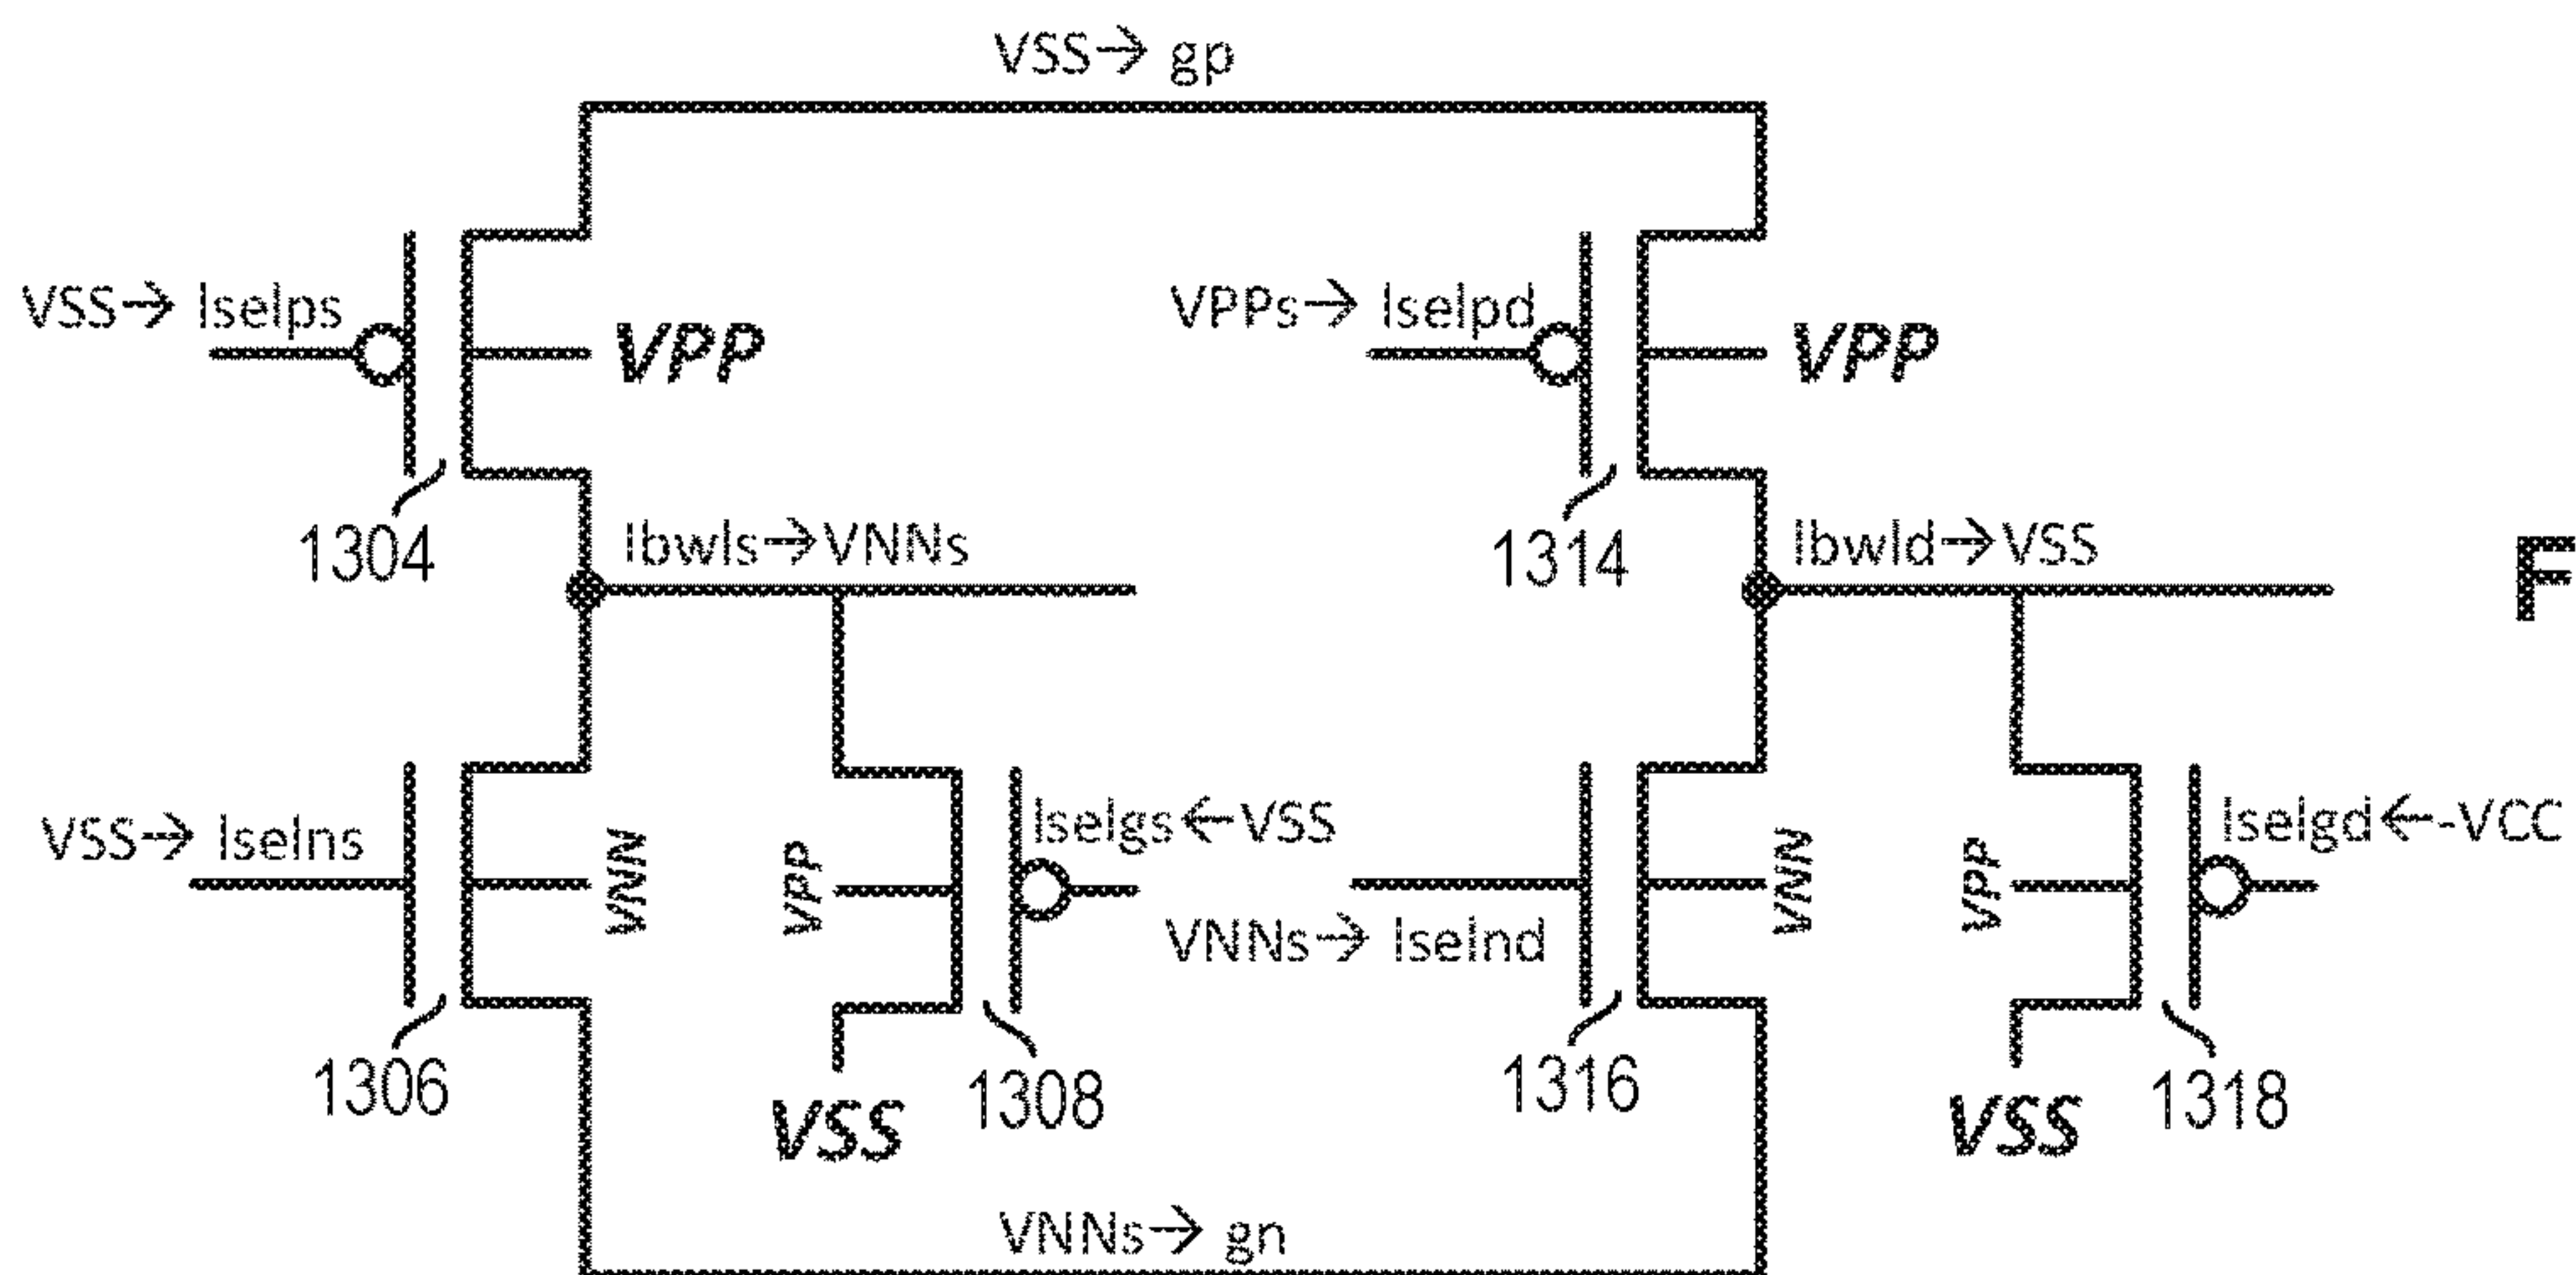 VSS→ gp
VSS→ lselps
VPP
VPPs→ lselpd
VPP
1304
lbwls→VNNs
1314
lbwld→VSS
F
VSS→ lselns
VNN
VPP
lselgs←VSS
VNNs→ lselnd
VNN
VPP
lselgd←-VCC
1306
VSS
1308
1316
VSS
1318
VNNs→ gn